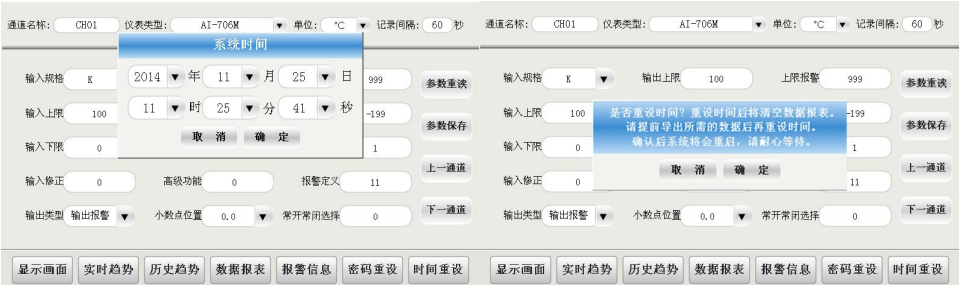 通道名称: CH01 仪表类型: AI-706M 单位: °C 记录间隔: 60 秒
系统时间
2014 年 11 月 25 日
11 时 25 分 41 秒
取 消 确 定
输入规格 K 999 参数重读
输入上限 100 -199 参数保存
输入下限 0 1 上一通道
输入修正 0 高级功能 0 报警定义 11
输出类型 输出报警 小数点位置 0.0 常开常闭选择 0 下一通道
显示画面 实时趋势 历史趋势 数据报表 报警信息 密码重设 时间重设
通道名称: CH01 仪表类型: AI-706M 单位: °C 记录间隔: 60 秒
输入规格 K 输出上限 100 上限报警 999 参数重读
输入上限 100 -199 参数保存
是否重设时间？重设时间后将清空数据报表。
请提前导出所需的数据后再重设时间。
确认后系统将会重启，请耐心等待。
取 消 确 定
输入下限 0 1 上一通道
输入修正 0 11
输出类型 输出报警 小数点位置 0.0 常开常闭选择 0 下一通道
显示画面 实时趋势 历史趋势 数据报表 报警信息 密码重设 时间重设